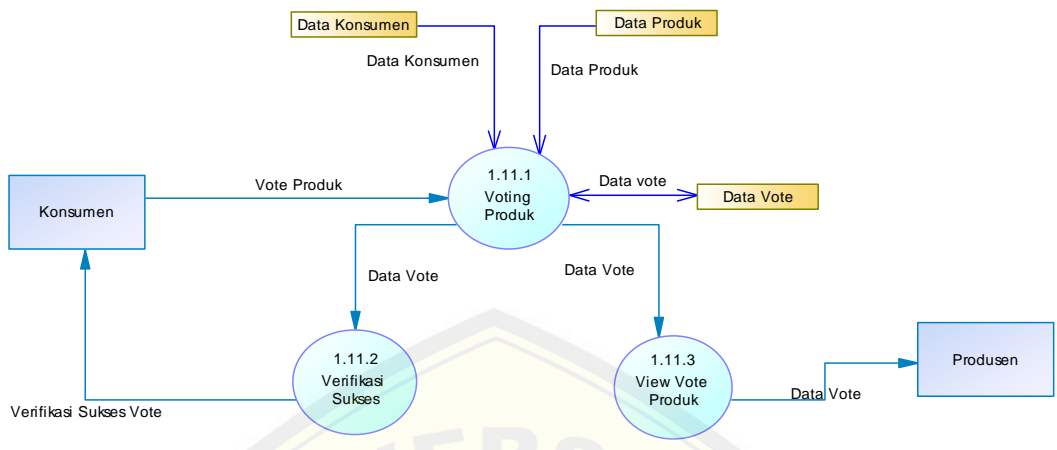 Data Konsumen
Data Produk
Data Konsumen
Data Produk
1.11.1
Voting
Produk
Vote Produk
Data vote
Data Vote
Konsumen
Data Vote
Data Vote
1.11.2
Verifikasi
Sukses
1.11.3
View Vote
Produk
Produsen
Verifikasi Sukses Vote
Data Vote